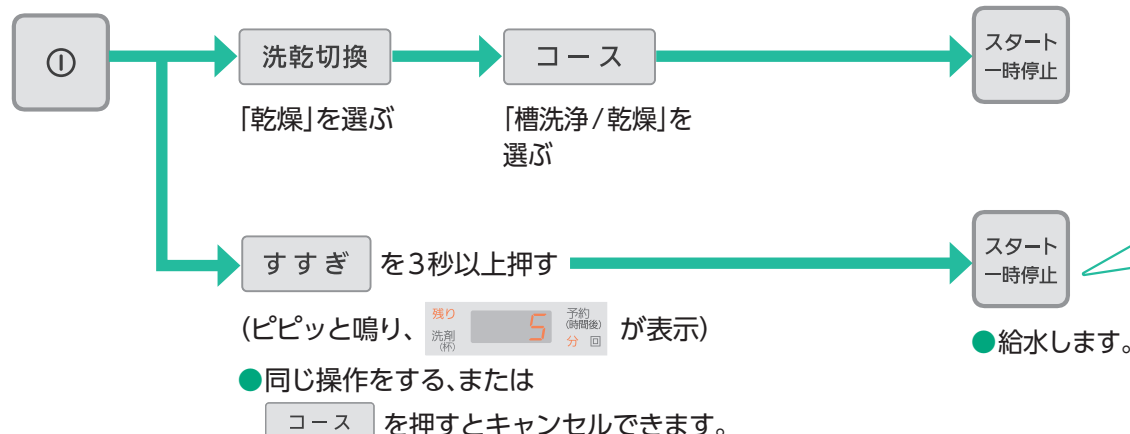 洗乾切換
コース
スタート
一時停止
「乾燥」を選ぶ
「槽洗浄/乾燥」を
選ぶ
すすぎ を3秒以上押す
スタート
一時停止
(ピピッと鳴り、 残り 洗剤(杯) 5 予約(時間後) 分 回 が表示)
●給水します。
●同じ操作をする、または
コース を押すとキャンセルできます。